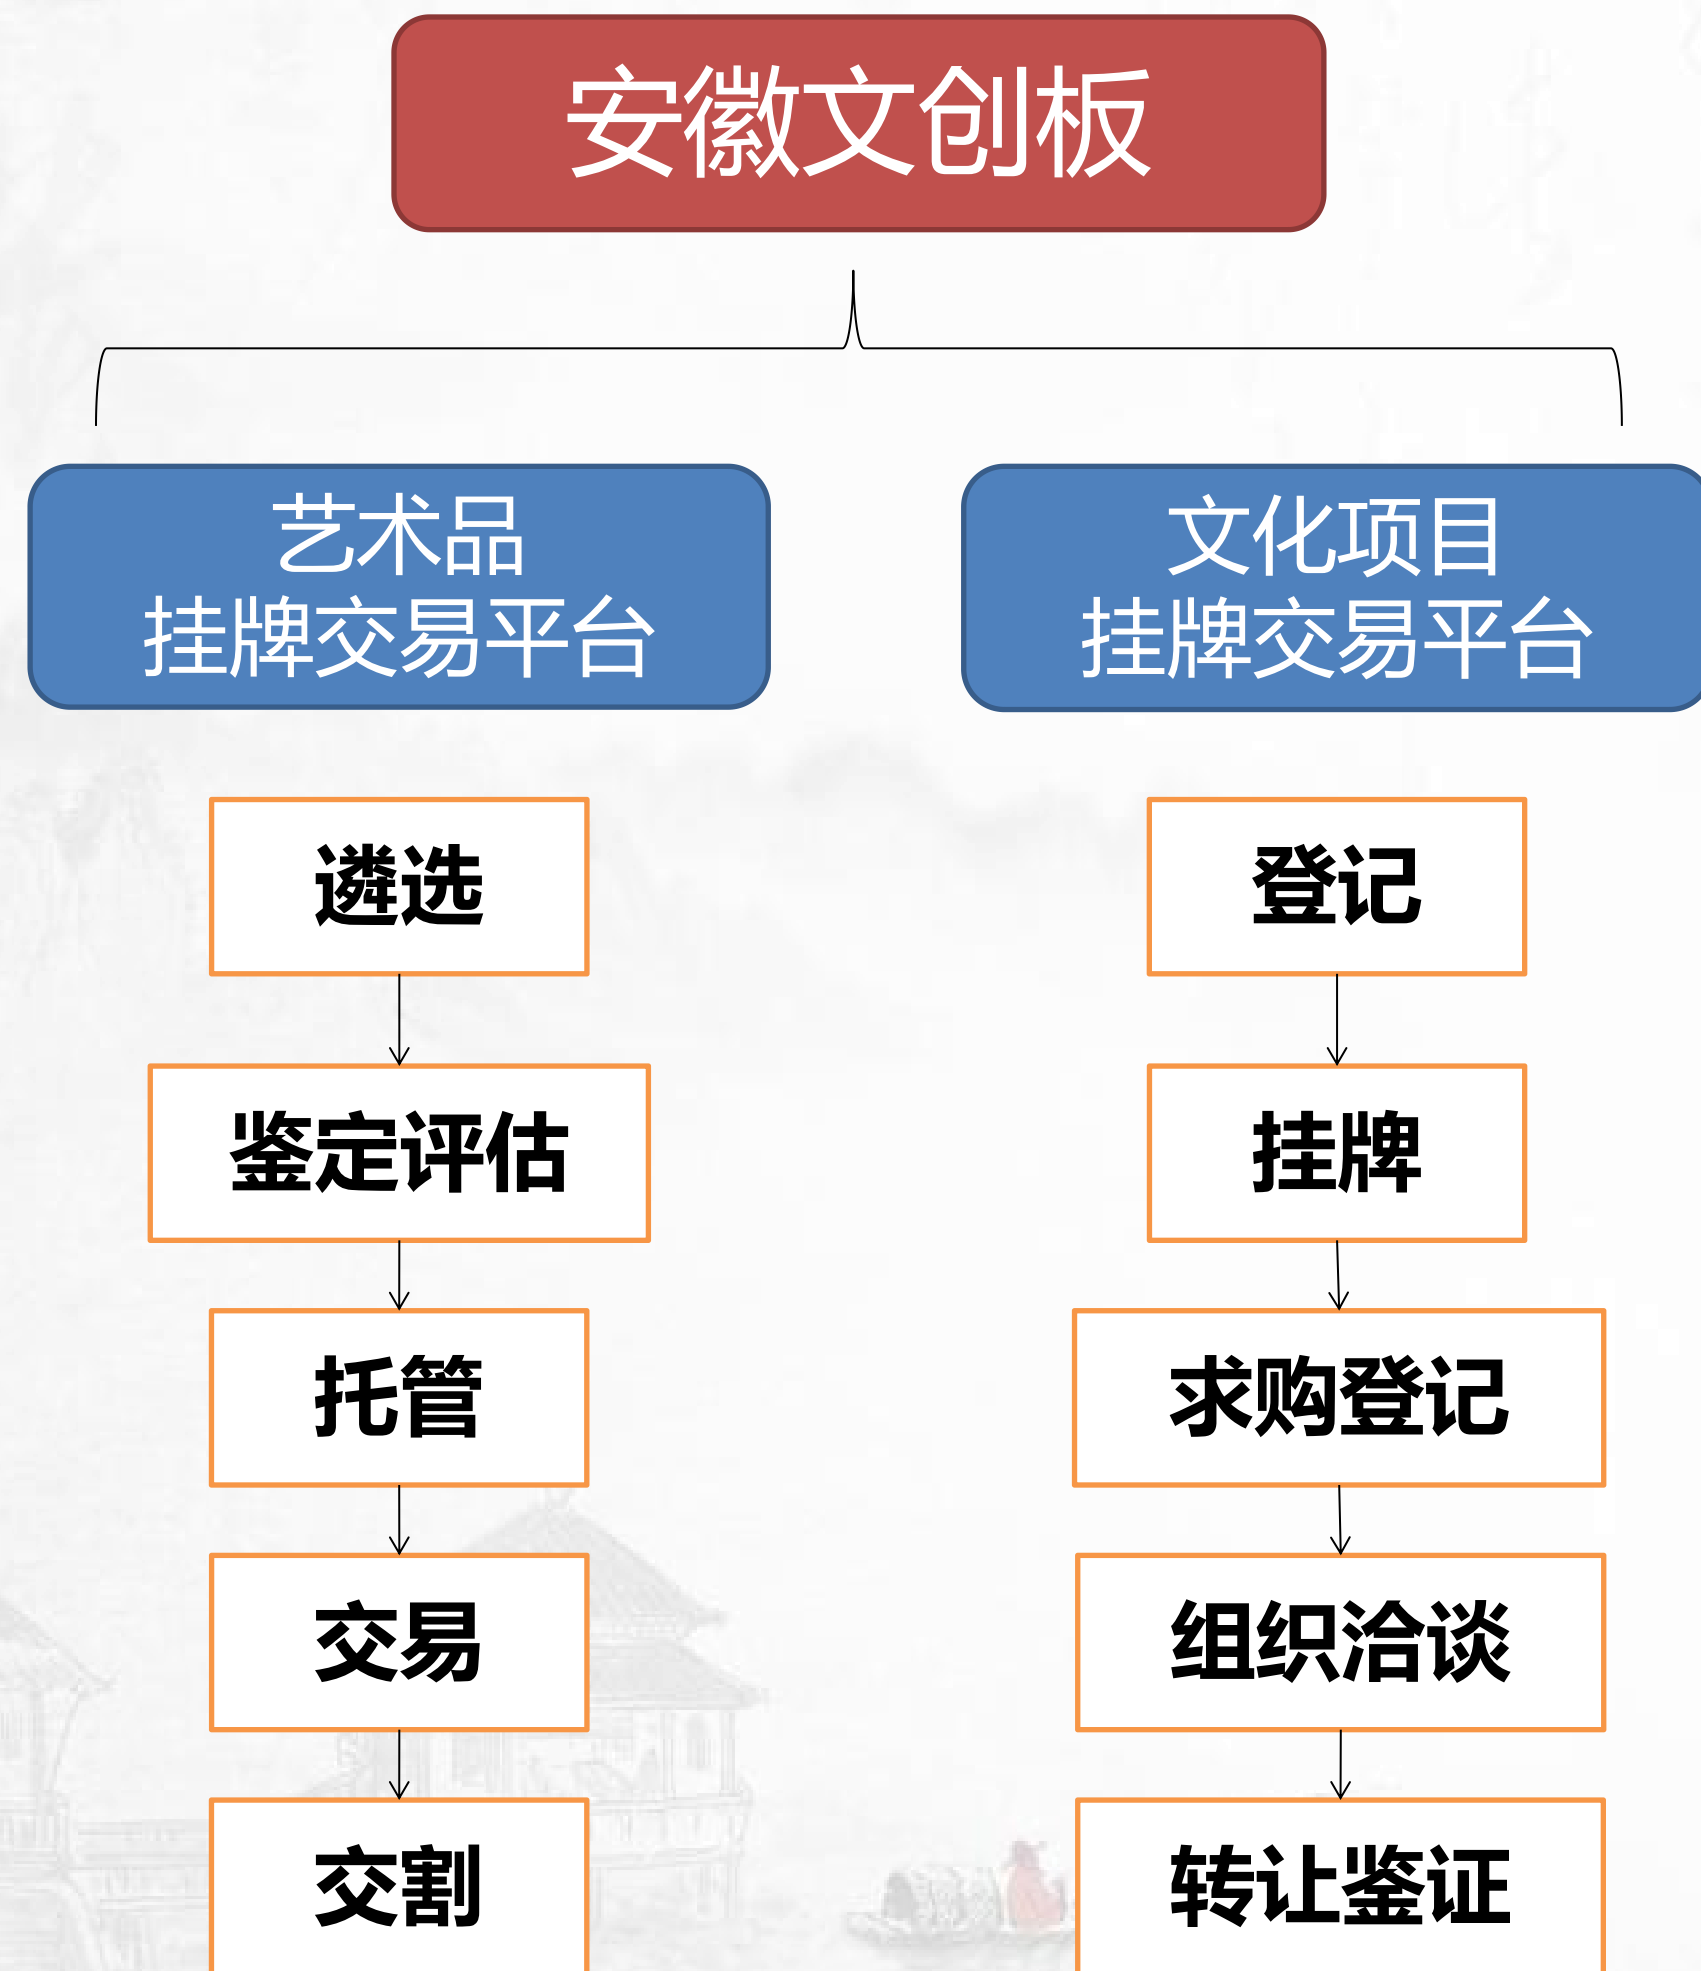 安徽文创板
艺术品
挂牌交易平台
遴选
鉴定评估
托管
交易
交割
文化项目
挂牌交易平台
登记
挂牌
求购登记
组织洽谈
转让鉴证